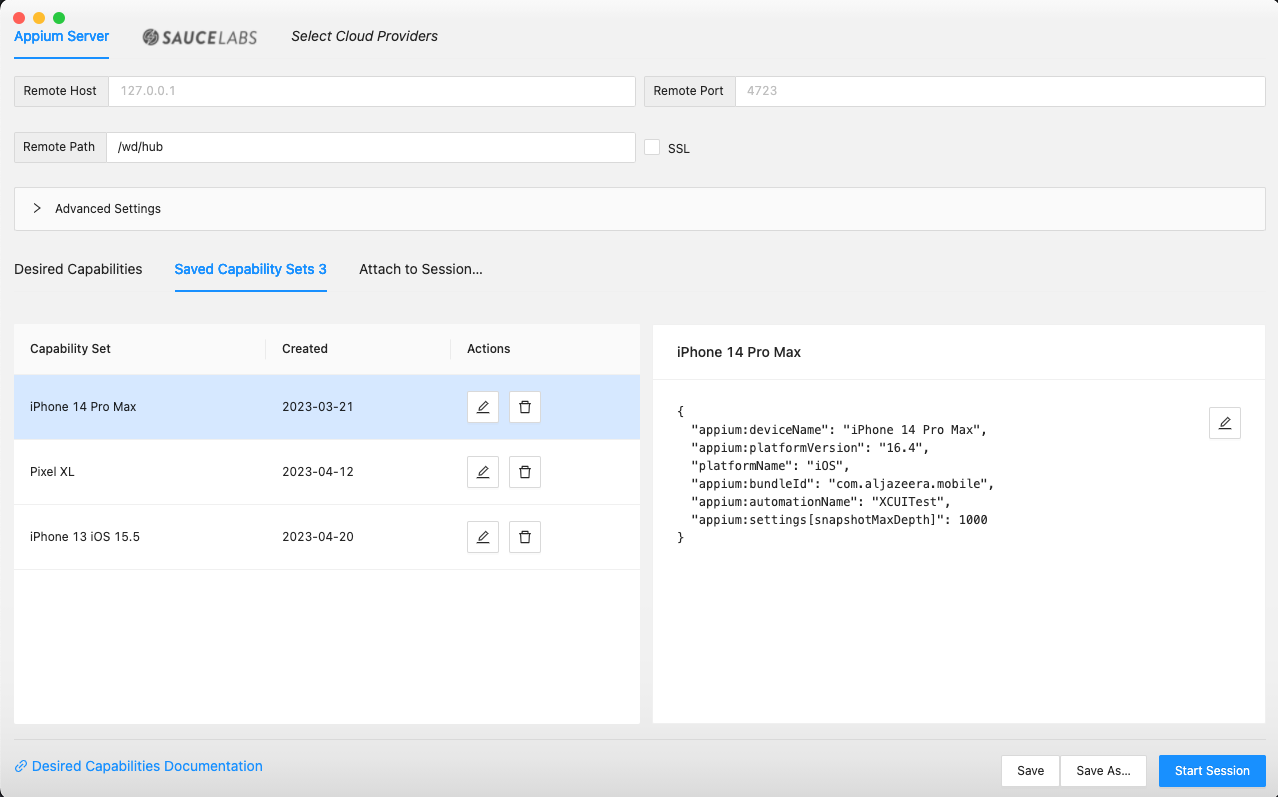 Appium Server SAUCELABS Select Cloud Providers
Remote Host 127.0.0.1 Remote Port 4723
Remote Path /wd/hub SSL
Advanced Settings
Desired Capabilities Saved Capability Sets 3 Attach to Session...
Capability Set Created Actions
iPhone 14 Pro Max 2023-03-21
Pixel XL 2023-04-12
iPhone 13 iOS 15.5 2023-04-20
iPhone 14 Pro Max
{
"appium:deviceName": "iPhone 14 Pro Max",
"appium:platformVersion": "16.4",
"platformName": "iOS",
"appium:bundleId": "com.aljazeera.mobile",
"appium:automationName": "XCUITest",
"appium:settings[snapshotMaxDepth]": 1000
}
Desired Capabilities Documentation Save Save As... Start Session